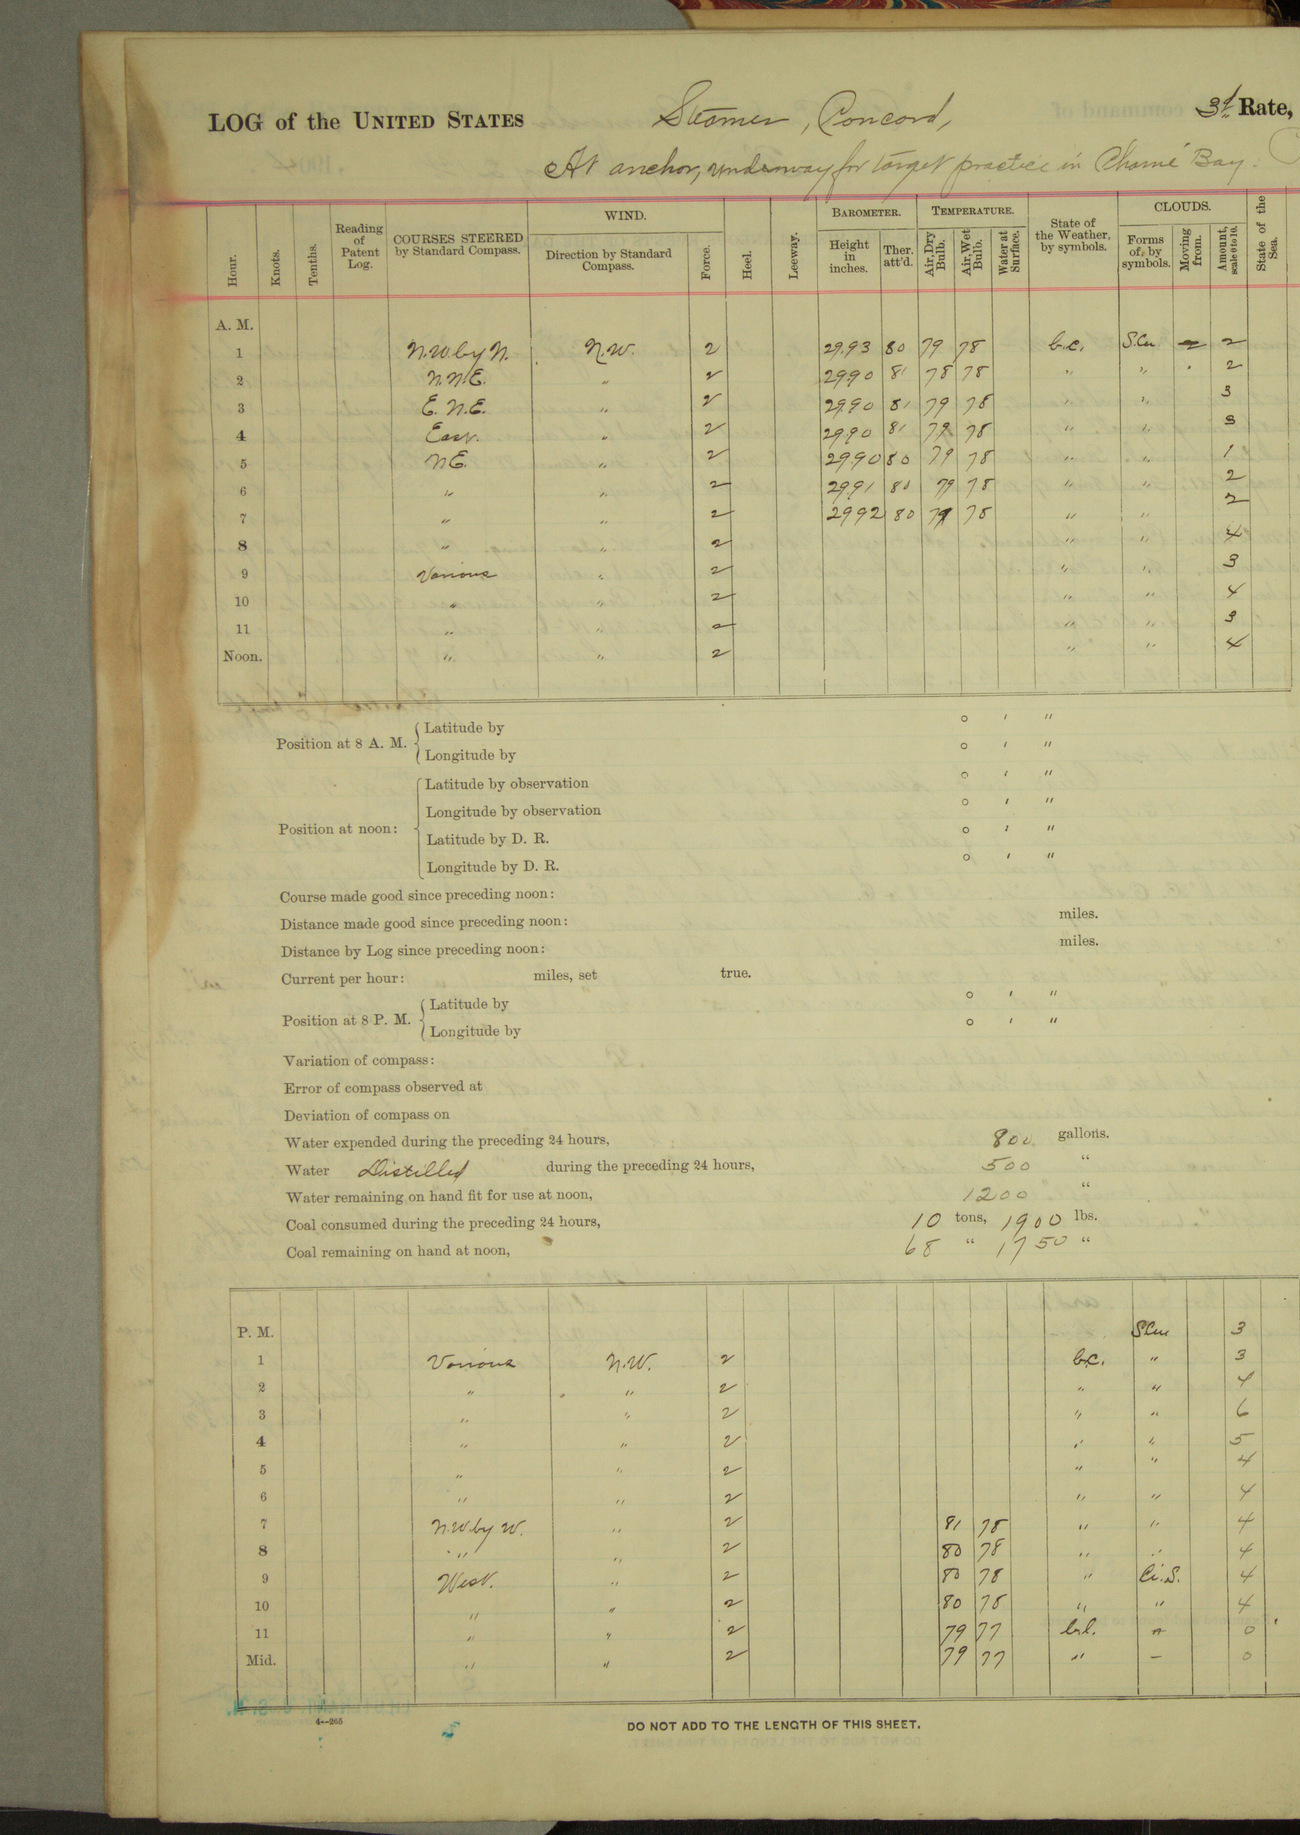 LOG of the UNITED STATES Steamer, Concord, 3d Rate,
At anchor, underway for target practice in Chamé Bay.
Hour. Knots. Tenths. Reading of Patent Log. COURSES STEERED by Standard Compass. WIND. Direction by Standard Compass. Force. Heel. Leeway. BAROMETER. Height in inches. Ther. att'd. TEMPERATURE. Air, Dry Bulb. Air, Wet Bulb. Water at Surface. State of the Weather, by symbols. CLOUDS. Forms of, by symbols. Moving from. Amount, scale 0 to 10. State of the Sea.
A. M.
1 N.W. by N. N.W. 2 29.93 80 79 78 b.c. S.Cu 2
2 N.N.E. " 2 29.90 81 78 78 " " 2
3 E.N.E. " 2 29.90 81 79 78 " " 3
4 East. " 2 29.90 81 79 78 " " 3
5 N.E. " 2 29.90 80 79 78 " " 1
6 " " 2 29.91 80 79 78 " " 2
7 " " 2 29.92 80 79 78 " " 2
8 " " 2 " " 4
9 Various " 2 " " 3
10 " " 2 " " 4
11 " " 2 " " 3
Noon. " " 2 " " 4
Position at 8 A. M. { Latitude by ° ' "
Longitude by ° ' "
Position at noon: { Latitude by observation ° ' "
Longitude by observation ° ' "
Latitude by D. R. ° ' "
Longitude by D. R. ° ' "
Course made good since preceding noon:
Distance made good since preceding noon: miles.
Distance by Log since preceding noon: miles.
Current per hour: miles, set true.
Position at 8 P. M. { Latitude by ° ' "
Longitude by ° ' "
Variation of compass:
Error of compass observed at
Deviation of compass on
Water expended during the preceding 24 hours, 800 gallons.
Water Distilled during the preceding 24 hours, 500 "
Water remaining on hand fit for use at noon, 1200 "
Coal consumed during the preceding 24 hours, 10 tons, 1900 lbs.
Coal remaining on hand at noon, 68 " 1750 "
P. M. S.Cu 3
1 Various N.W. 2 b.c. " 3
2 " " 2 " " 4
3 " " 2 " " 6
4 " " 2 " " 5
5 " " 2 " " 4
6 " " 2 " " 4
7 N.W. by W. " 2 81 78 " " 4
8 " " 2 80 78 " " 4
9 West. " 2 80 78 " Ci.S. 4
10 " " 2 80 78 " " 4
11 " " 2 79 77 - 0
Mid. " " 2 79 77 " - 0
4—265
DO NOT ADD TO THE LENGTH OF THIS SHEET.